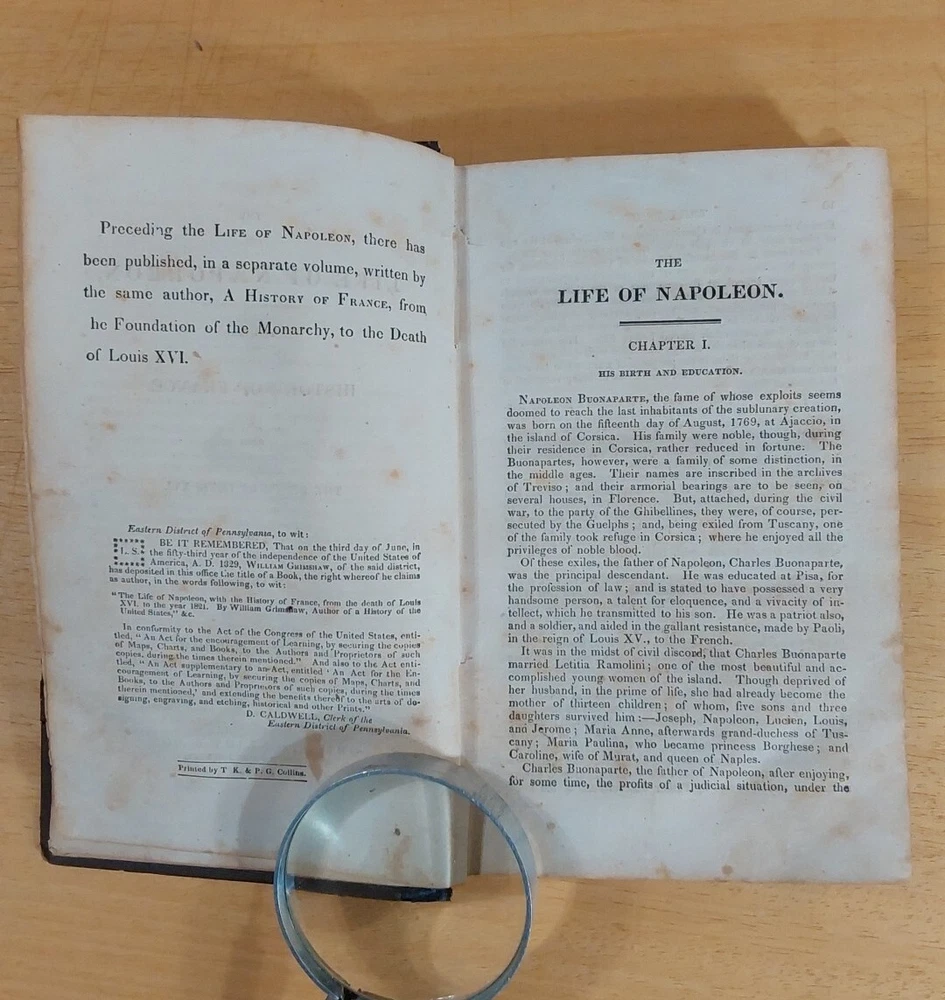 Preceding the LIFE OF NAPOLEON, there has
been published, in a separate volume, written by
the same author, A HISTORY OF FRANCE, from
he Foundation of the Monarchy, to the Death
of Louis XVI.
Eastern District of Pennsylvania, to wit:
BE IT REMEMBERED, That on the third day of June, in
L. S. the fifty-third year of the independence of the United States of
America, A. D. 1829, WILLIAM GRIMSHAW, of the said district,
has deposited in this office the title of a Book, the right whereof he claims
as author, in the words following, to wit:
"The Life of Napoleon, with the History of France, from the death of Louis
XVI. to the year 1821. By William Grimshaw, Author of a History of the
United States," &c.
In conformity to the Act of the Congress of the United States, enti-
tled, "An Act for the encouragement of Learning, by securing the copies
of Maps, Charts, and Books, to the Authors and Proprietors of such
copies, during the times therein mentioned." And also to the Act enti-
tled, "An Act supplementary to an Act, entitled 'An Act for the En-
couragement of Learning, by securing the copies of Maps, Charts, and
Books, to the Authors and Proprietors of such copies, during the times
therein mentioned,' and extending the benefits thereof to the arts of de-
signing, engraving, and etching, historical and other Prints."
D. CALDWELL, Clerk of the
Eastern District of Pennsylvania.
Printed by T K. & P. G. Collins.
THE
LIFE OF NAPOLEON.
CHAPTER I.
HIS BIRTH AND EDUCATION.
NAPOLEON BUONAPARTE, the fame of whose exploits seems
doomed to reach the last inhabitants of the sublunary creation,
was born on the fifteenth day of August, 1769, at Ajaccio, in
the island of Corsica. His family were noble, though, during
their residence in Corsica, rather reduced in fortune. The
Buonapartes, however, were a family of some distinction, in
the middle ages. Their names are inscribed in the archives
of Treviso; and their armorial bearings are to be seen, on
several houses, in Florence. But, attached, during the civil
war, to the party of the Ghibellines, they were, of course, per-
secuted by the Guelphs; and, being exiled from Tuscany, one
of the family took refuge in Corsica; where he enjoyed all the
privileges of noble blood.
Of these exiles, the father of Napoleon, Charles Buonaparte,
was the principal descendant. He was educated at Pisa, for
the profession of law; and is stated to have possessed a very
handsome person, a talent for eloquence, and a vivacity of in-
tellect, which he transmitted to his son. He was a patriot also,
and a soldier, and aided in the gallant resistance, made by Paoli,
in the reign of Louis XV., to the French.
It was in the midst of civil discord, that Charles Buonaparte
married Letitia Ramolini; one of the most beautiful and ac-
complished young women of the island. Though deprived of
her husband, in the prime of life, she had already become the
mother of thirteen children; of whom, five sons and three
daughters survived him:—Joseph, Napoleon, Lucien, Louis,
and Jerome; Maria Anne, afterwards grand-duchess of Tus-
cany; Maria Paulina, who became princess Borghese; and
Caroline, wife of Murat, and queen of Naples.
Charles Buonaparte, the father of Napoleon, after enjoying,
for some time, the profits of a judicial situation, under the